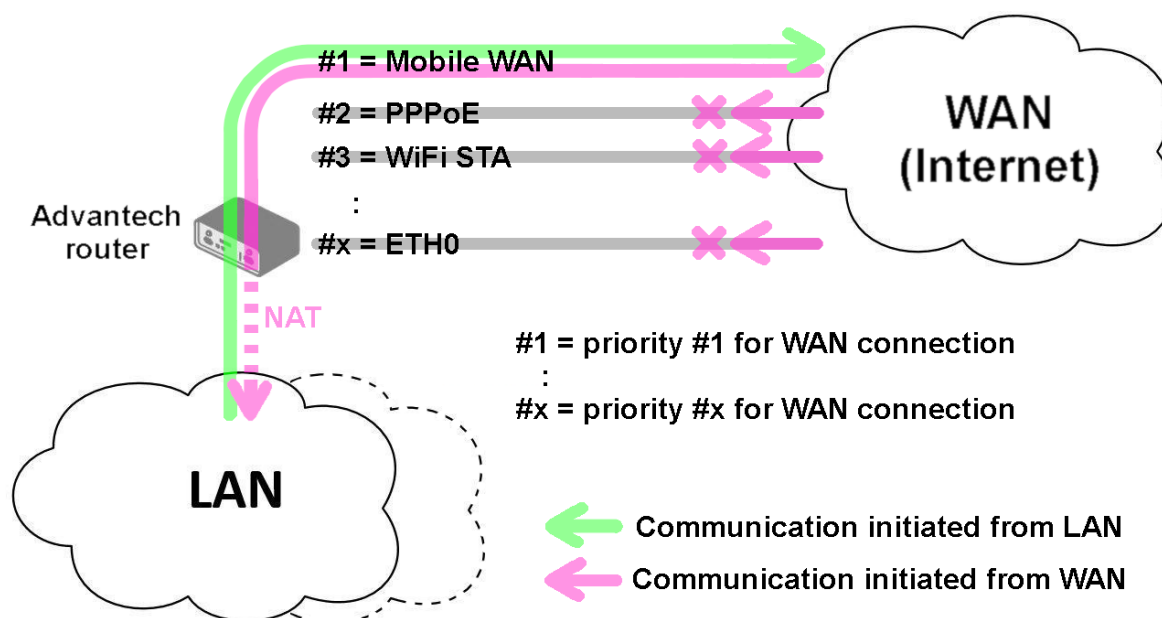 #1 = Mobile WAN
#2 = PPPoE
#3 = WiFi STA
:
#x = ETH0
WAN
(Internet)
Advantech
router
NAT
#1 = priority #1 for WAN connection
:
#x = priority #x for WAN connection
LAN
Communication initiated from LAN
Communication initiated from WAN